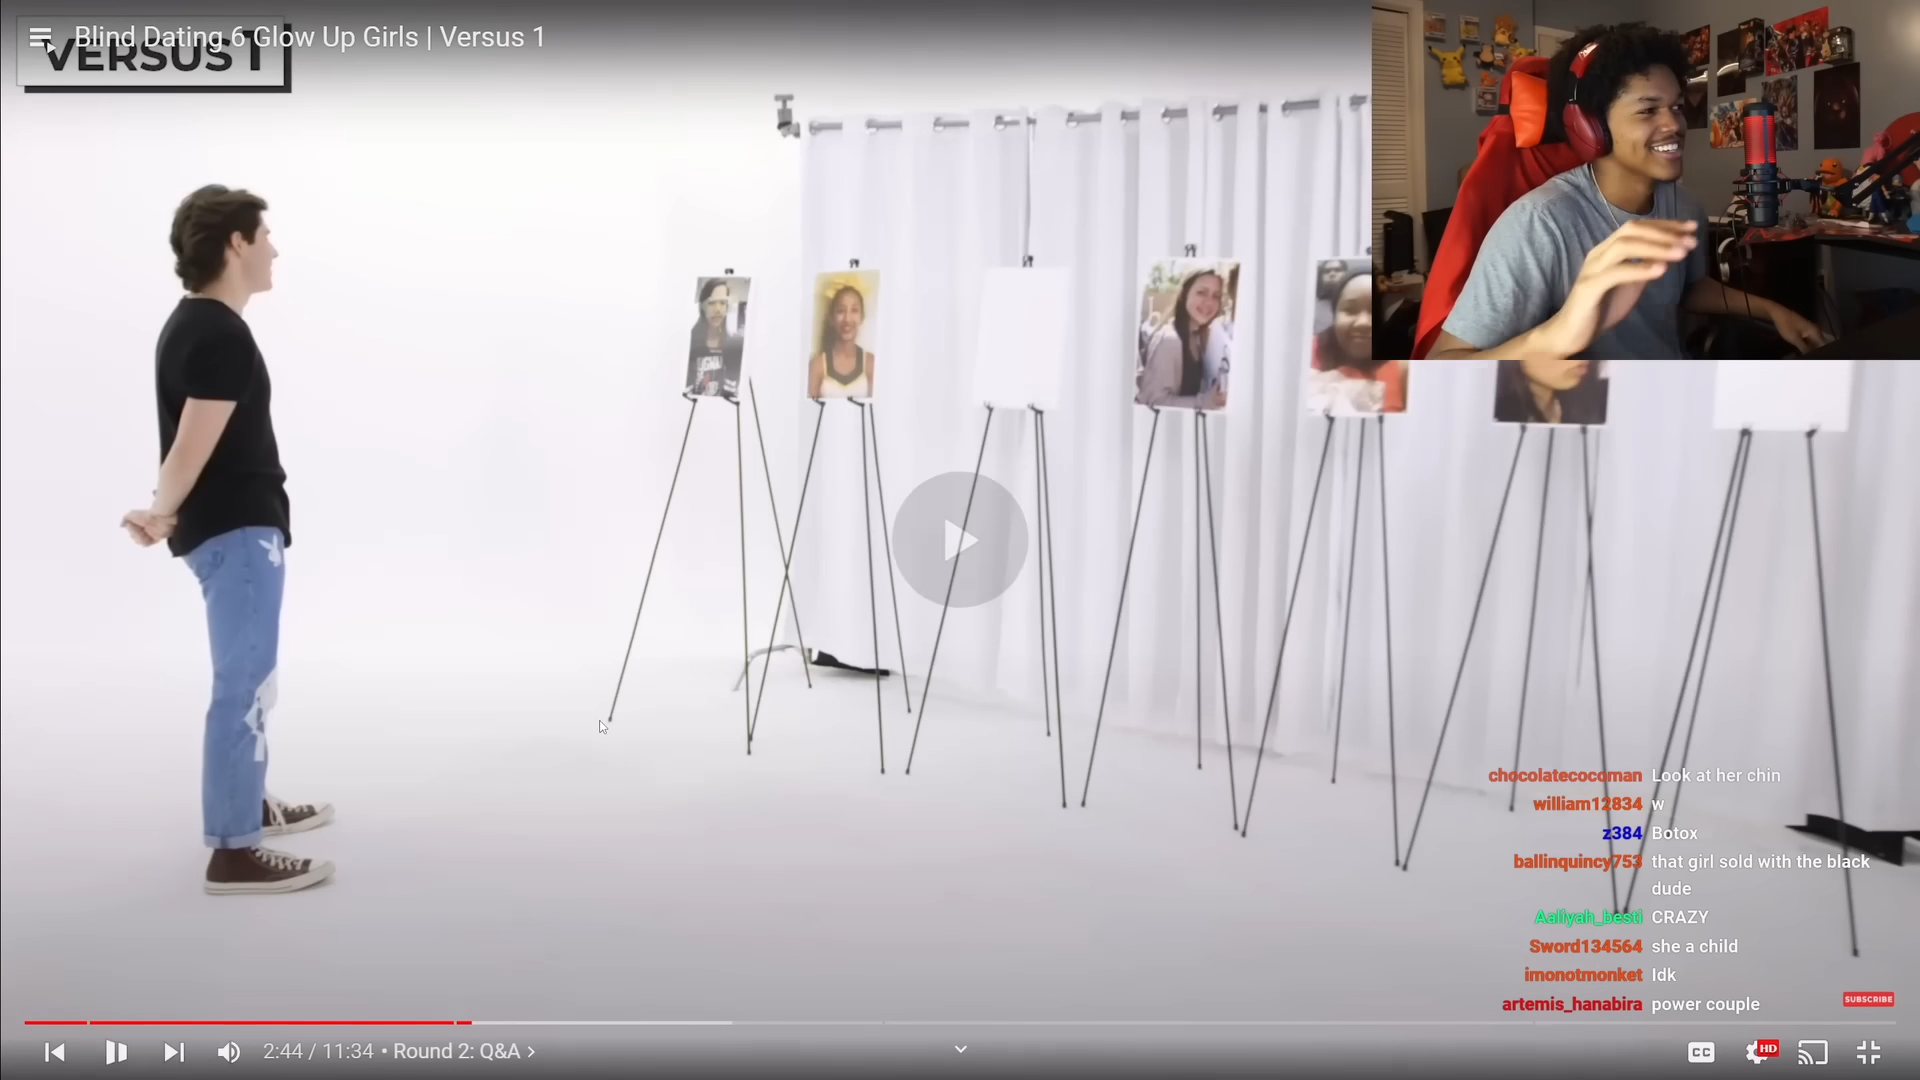 Blind Dating 6 Glow Up Girls | Versus 1
VERSUS 1
chocolatecocoman Look at her chin
william12834 w
z384 Botox
ballinquincy753 that girl sold with the black
dude
Aaliyah_besti CRAZY
Sword134564 she a child
imonotmonket Idk
artemis_hanabira power couple
SUBSCRIBE
2:44 / 11:34 • Round 2: Q&A >
CC
HD